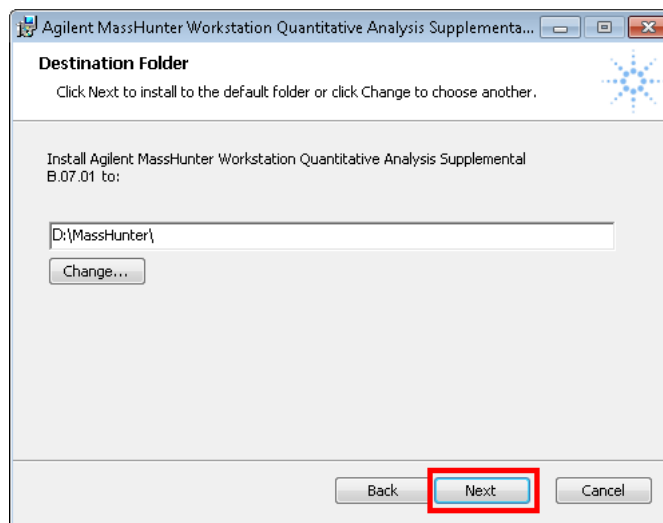 Agilent MassHunter Workstation Quantitative Analysis Supplementa...
Destination Folder
Click Next to install to the default folder or click Change to choose another.
Install Agilent MassHunter Workstation Quantitative Analysis Supplemental
B.07.01 to:
D:\MassHunter\
Change...
Back Next Cancel